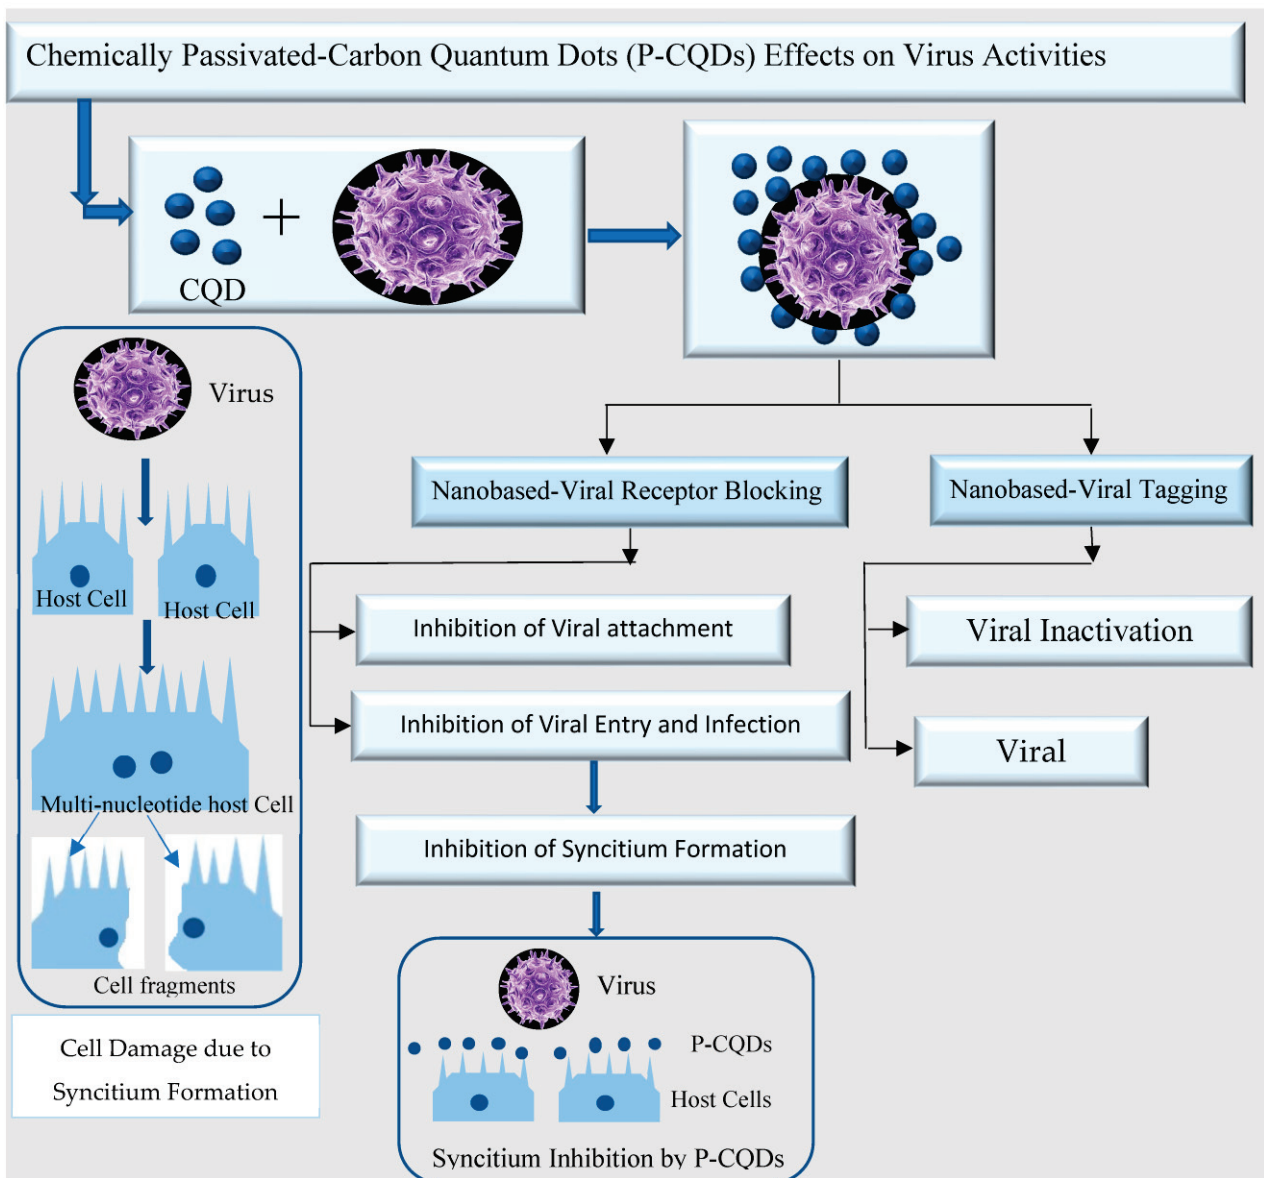 Chemically Passivated-Carbon Quantum Dots (P-CQDs) Effects on Virus Activities
+
CQD
Virus
Host Cell
Host Cell
Multi-nucleotide host Cell
Cell fragments
Cell Damage due to
Syncitium Formation
Nanobased-Viral Receptor Blocking
Nanobased-Viral Tagging
Inhibition of Viral attachment
Viral Inactivation
Inhibition of Viral Entry and Infection
Viral
Inhibition of Syncitium Formation
Virus
P-CQDs
Host Cells
Syncitium Inhibition by P-CQDs